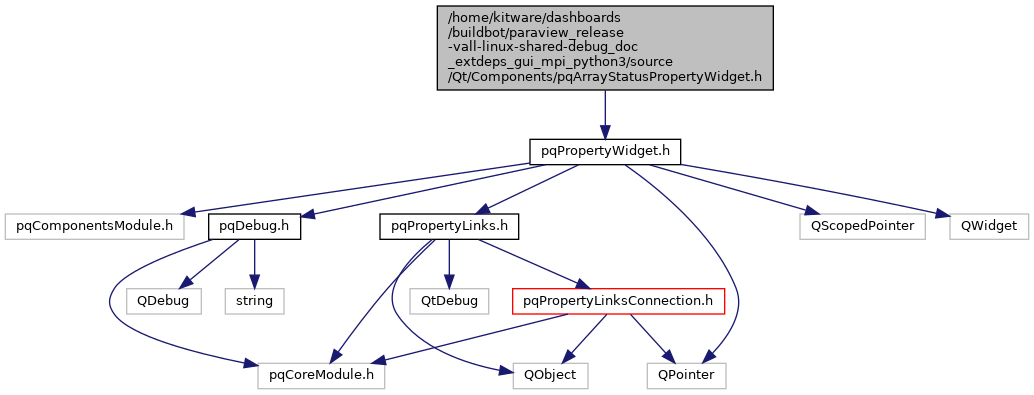 /home/kitware/dashboards
/buildbot/paraview_release
-vall-linux-shared-debug_doc
_extdeps_gui_mpi_python3/source
/Qt/Components/pqArrayStatusPropertyWidget.h
pqPropertyWidget.h
pqComponentsModule.h
pqDebug.h
pqPropertyLinks.h
QScopedPointer
QWidget
QDebug
string
QtDebug
pqPropertyLinksConnection.h
pqCoreModule.h
QObject
QPointer